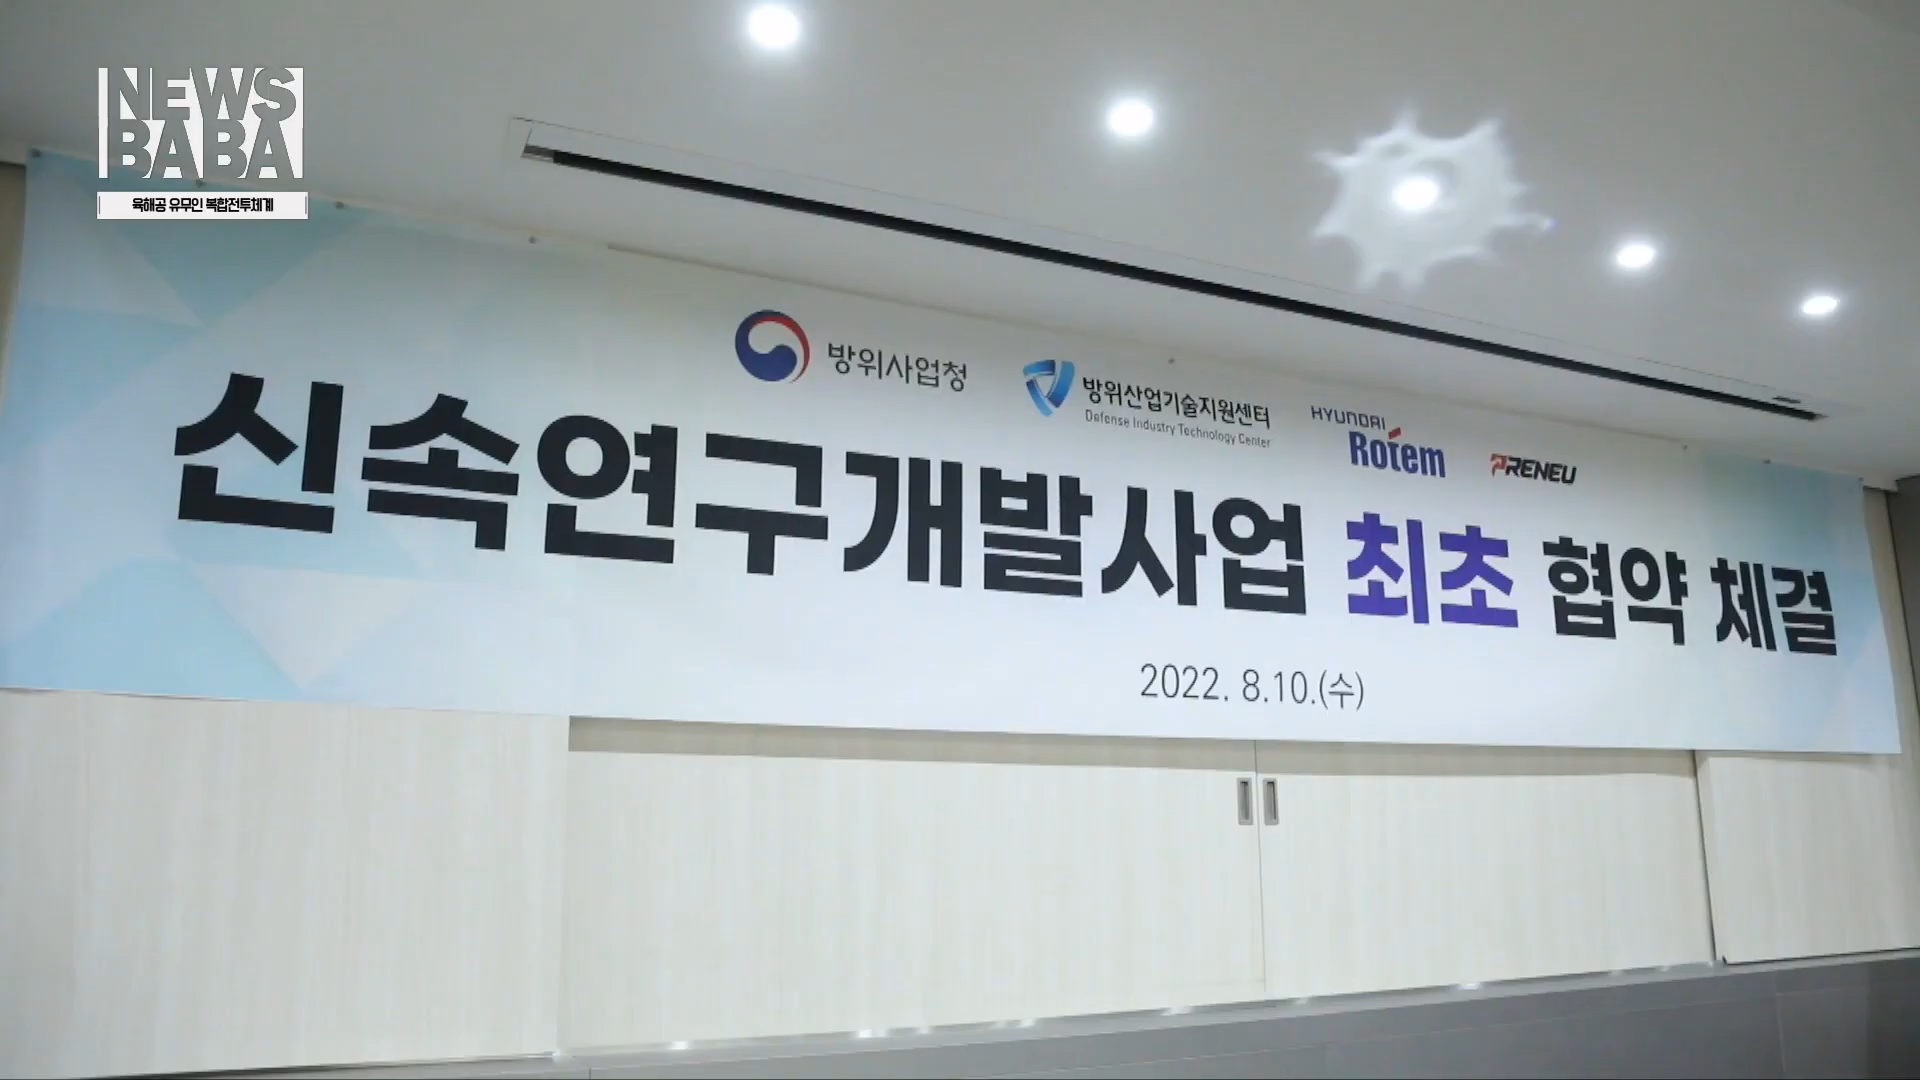 NEWS
BABA
육해공 유무인 복합전투체계
방위사업청
방위산업기술지원센터
Defense Industry Technology Center
HYUNDAI
Rotem
PRENEU
신속연구개발사업 최초 협약 체결
2022. 8.10.(수)